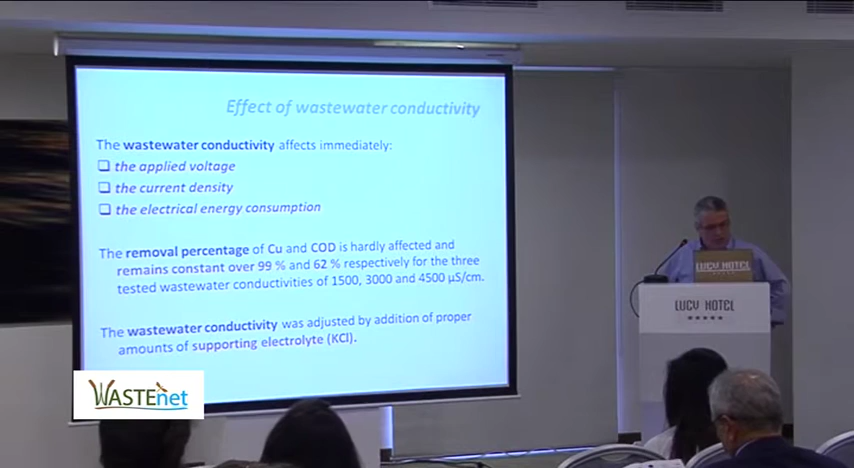 Effect of wastewater conductivity
The wastewater conductivity affects immediately:
❑ the applied voltage
❑ the current density
❑ the electrical energy consumption
The removal percentage of Cu and COD is hardly affected and
remains constant over 99 % and 62 % respectively for the three
tested wastewater conductivities of 1500, 3000 and 4500 µS/cm.
The wastewater conductivity was adjusted by addition of proper
amounts of supporting electrolyte (KCl).
LUCY HOTEL
LUCY HOTEL
★★★★★
WASTEnet